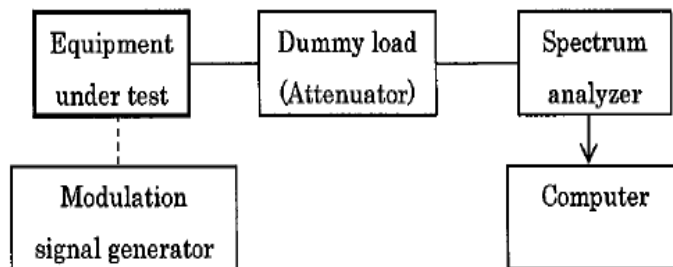 Equipment
under test
Dummy load
(Attenuator)
Spectrum
analyzer
Modulation
signal generator
Computer